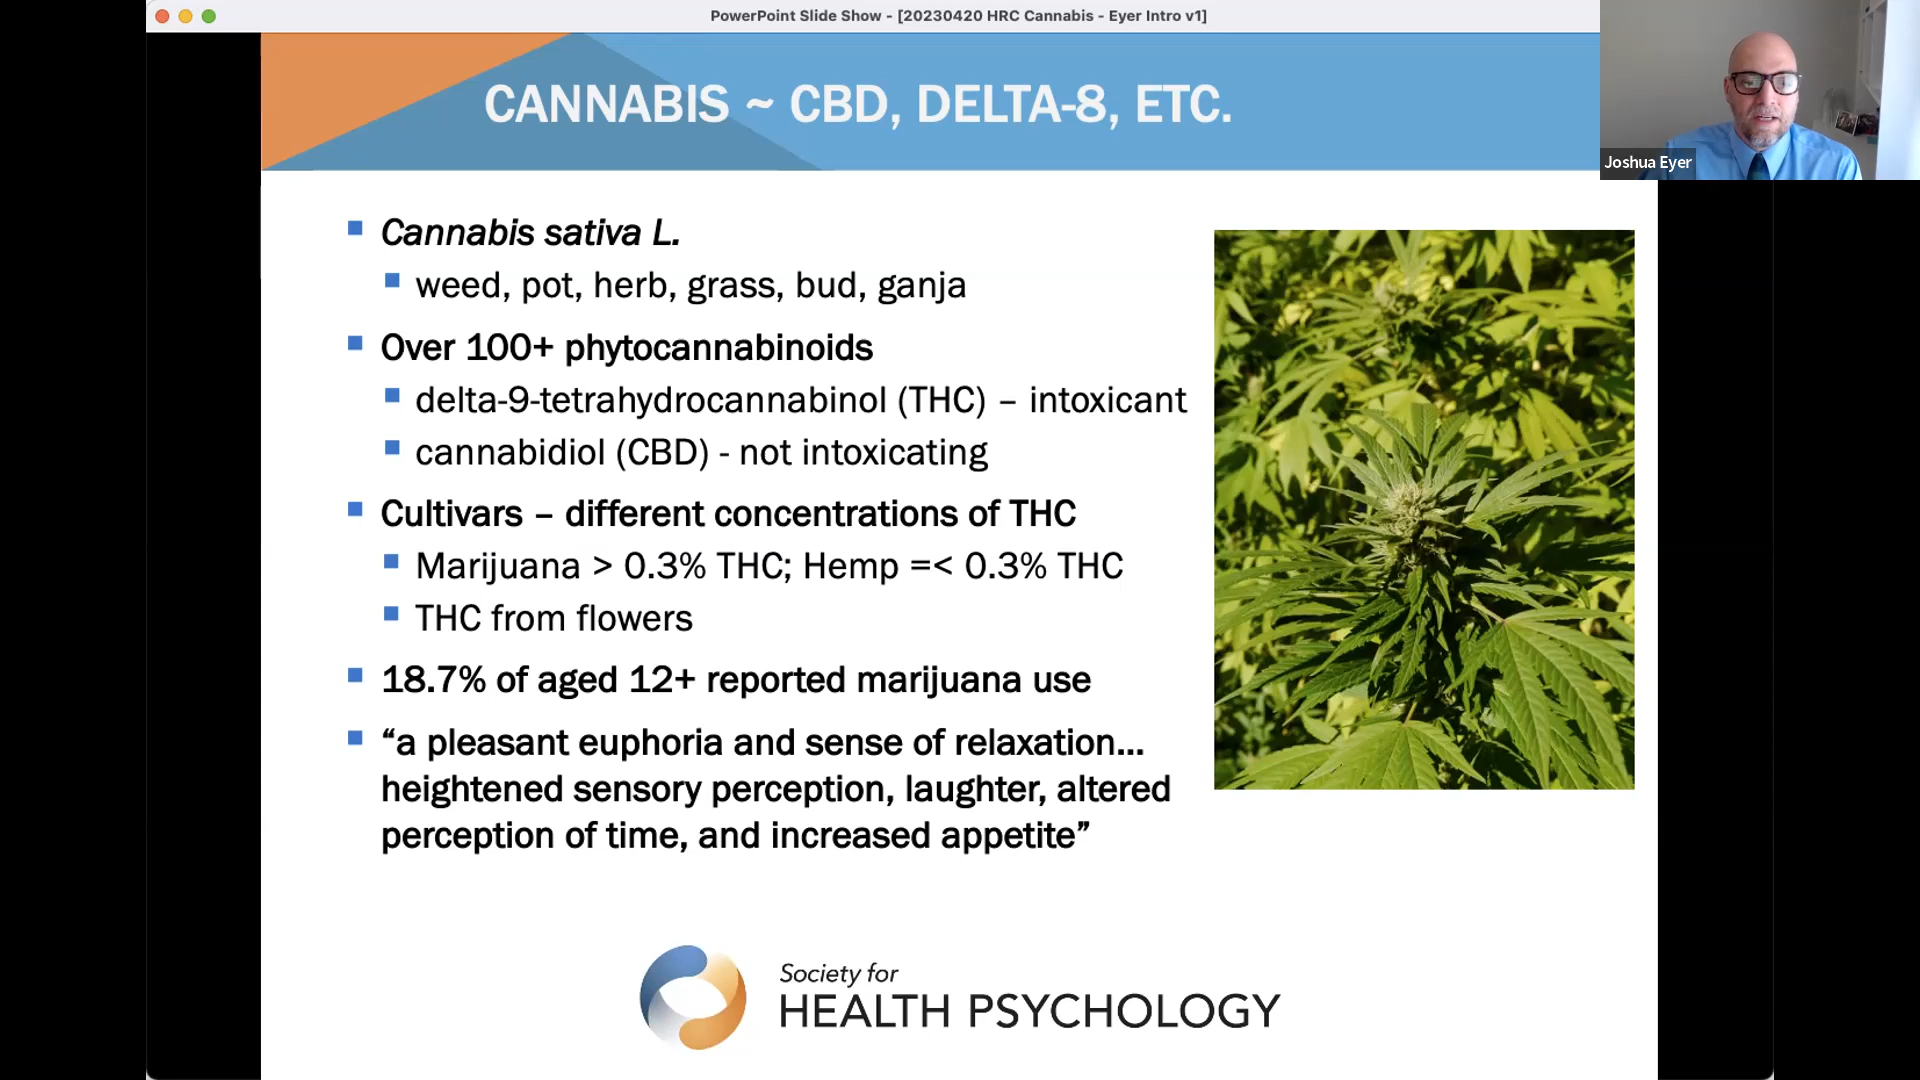 PowerPoint Slide Show - [20230420 HRC Cannabis - Eyer Intro v1]
CANNABIS ~ CBD, DELTA-8, ETC.
Joshua Eyer
Cannabis sativa L.
weed, pot, herb, grass, bud, ganja
Over 100+ phytocannabinoids
delta-9-tetrahydrocannabinol (THC) – intoxicant
cannabidiol (CBD) - not intoxicating
Cultivars – different concentrations of THC
Marijuana > 0.3% THC; Hemp =< 0.3% THC
THC from flowers
18.7% of aged 12+ reported marijuana use
“a pleasant euphoria and sense of relaxation...
heightened sensory perception, laughter, altered
perception of time, and increased appetite”
Society for
HEALTH PSYCHOLOGY